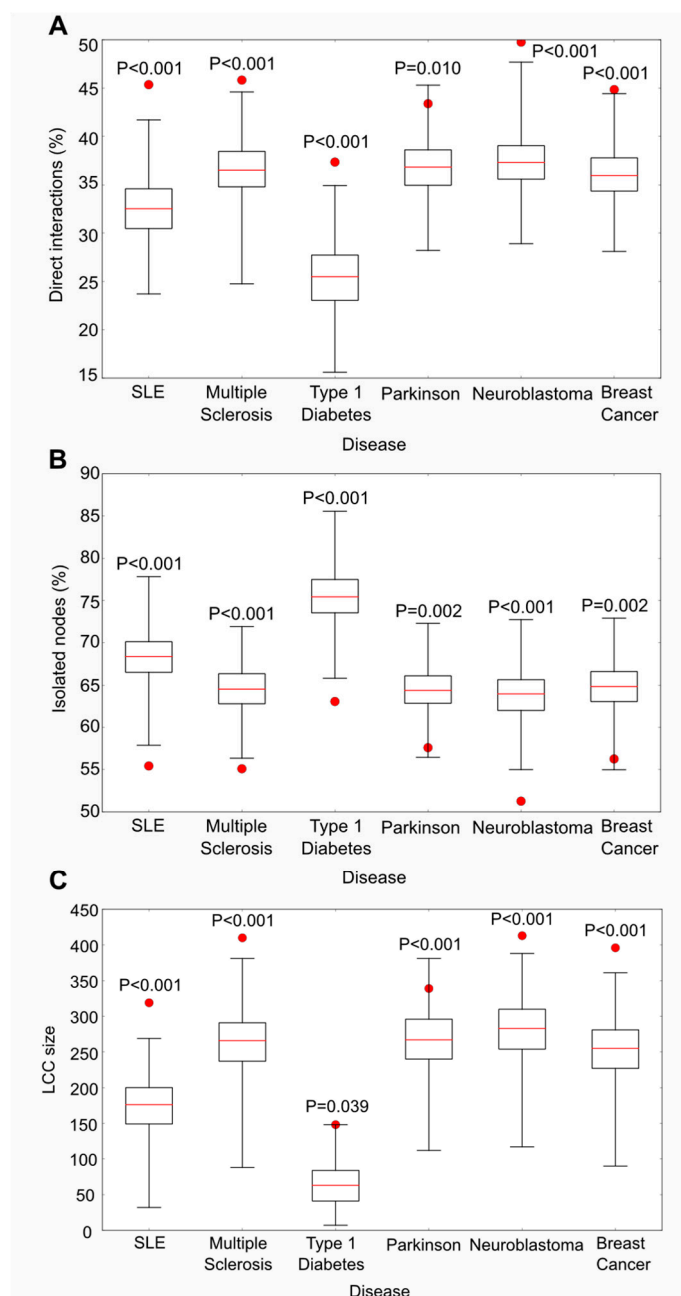 A
50
45
40
35
30
25
20
15
Direct interactions (%)
P<0.001
P<0.001
P<0.001
P=0.010
P<0.001
P<0.001
SLE
Multiple
Sclerosis
Type 1
Diabetes
Parkinson
Neuroblastoma
Breast
Cancer
Disease
B
90
85
80
75
70
65
60
55
50
Isolated nodes (%)
P<0.001
P<0.001
P<0.001
P=0.002
P<0.001
P=0.002
SLE
Multiple
Sclerosis
Type 1
Diabetes
Parkinson
Neuroblastoma
Breast
Cancer
Disease
C
450
400
350
300
250
200
150
100
50
0
LCC size
P<0.001
P<0.001
P=0.039
P<0.001
P<0.001
P<0.001
SLE
Multiple
Sclerosis
Type 1
Diabetes
Parkinson
Neuroblastoma
Breast
Cancer
Disease